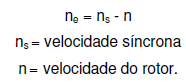 nₑ = nₛ - n
nₛ = velocidade síncrona
n = velocidade do rotor.